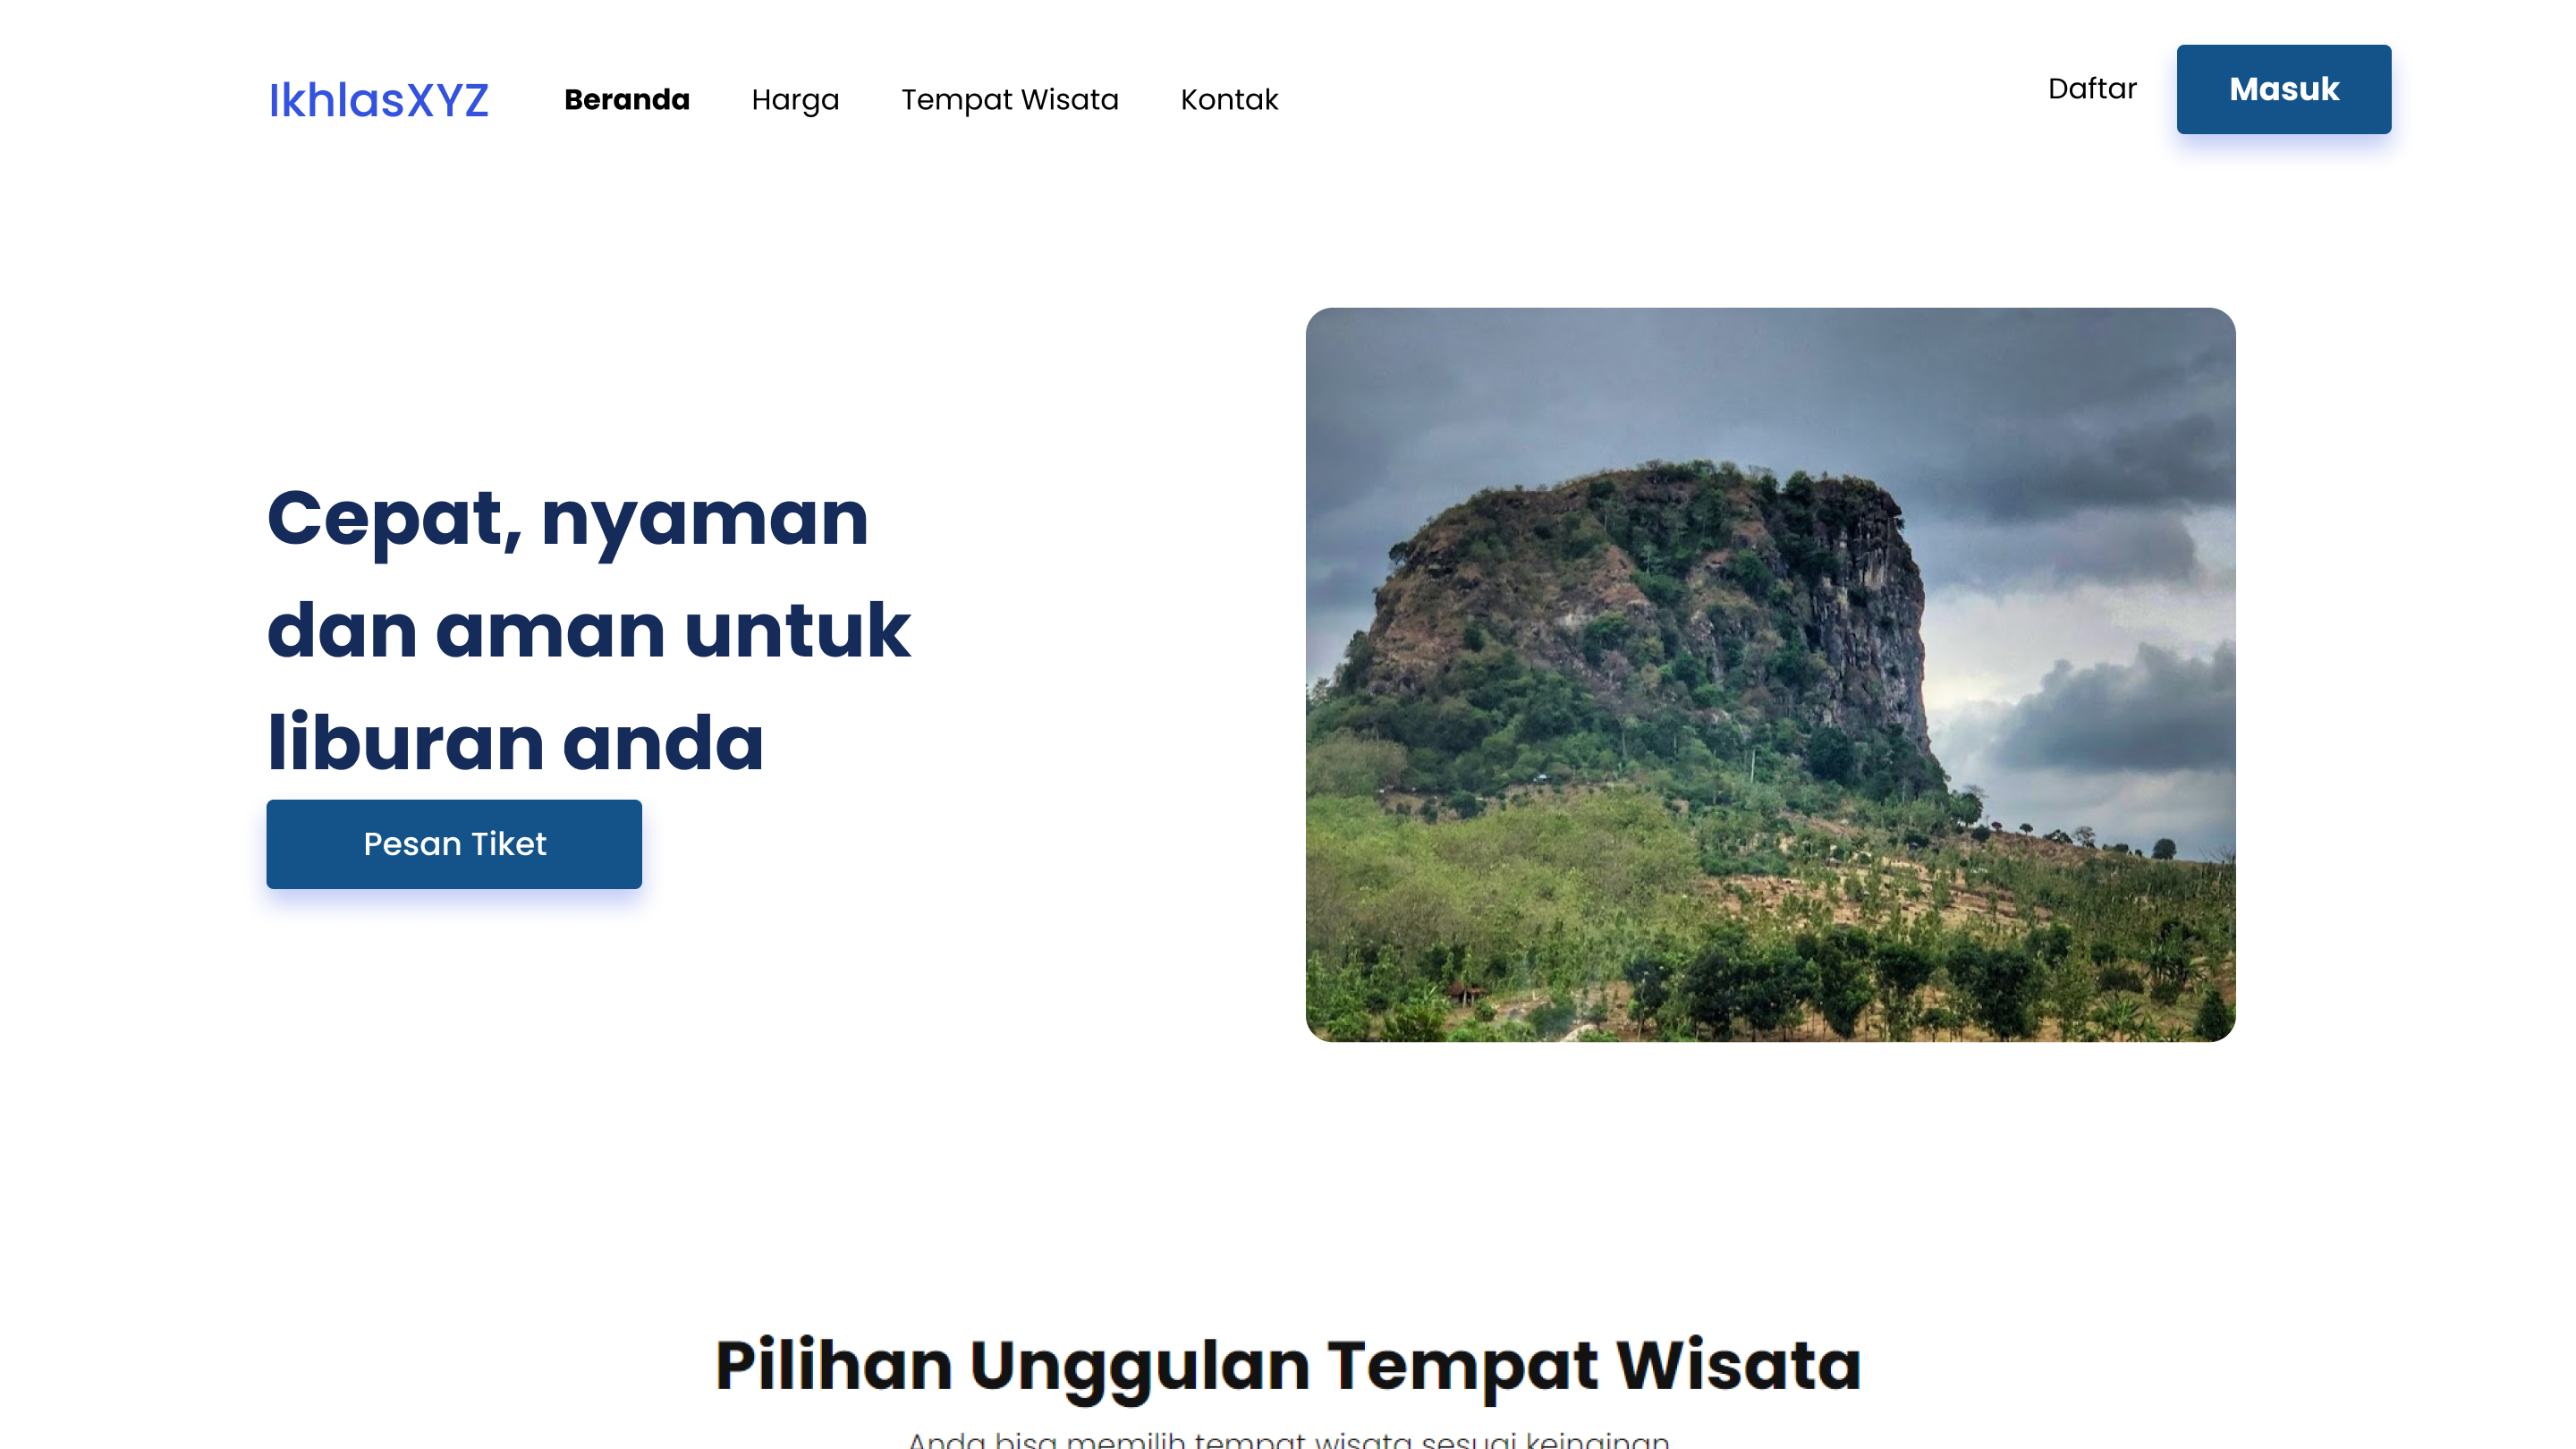 IkhlasXYZ
Beranda
Harga
Tempat Wisata
Kontak
Daftar
Masuk
Cepat, nyaman
dan aman untuk
liburan anda
Pesan Tiket
Pilihan Unggulan Tempat Wisata
Anda bisa memilih tempat wisata sesuai keinginan